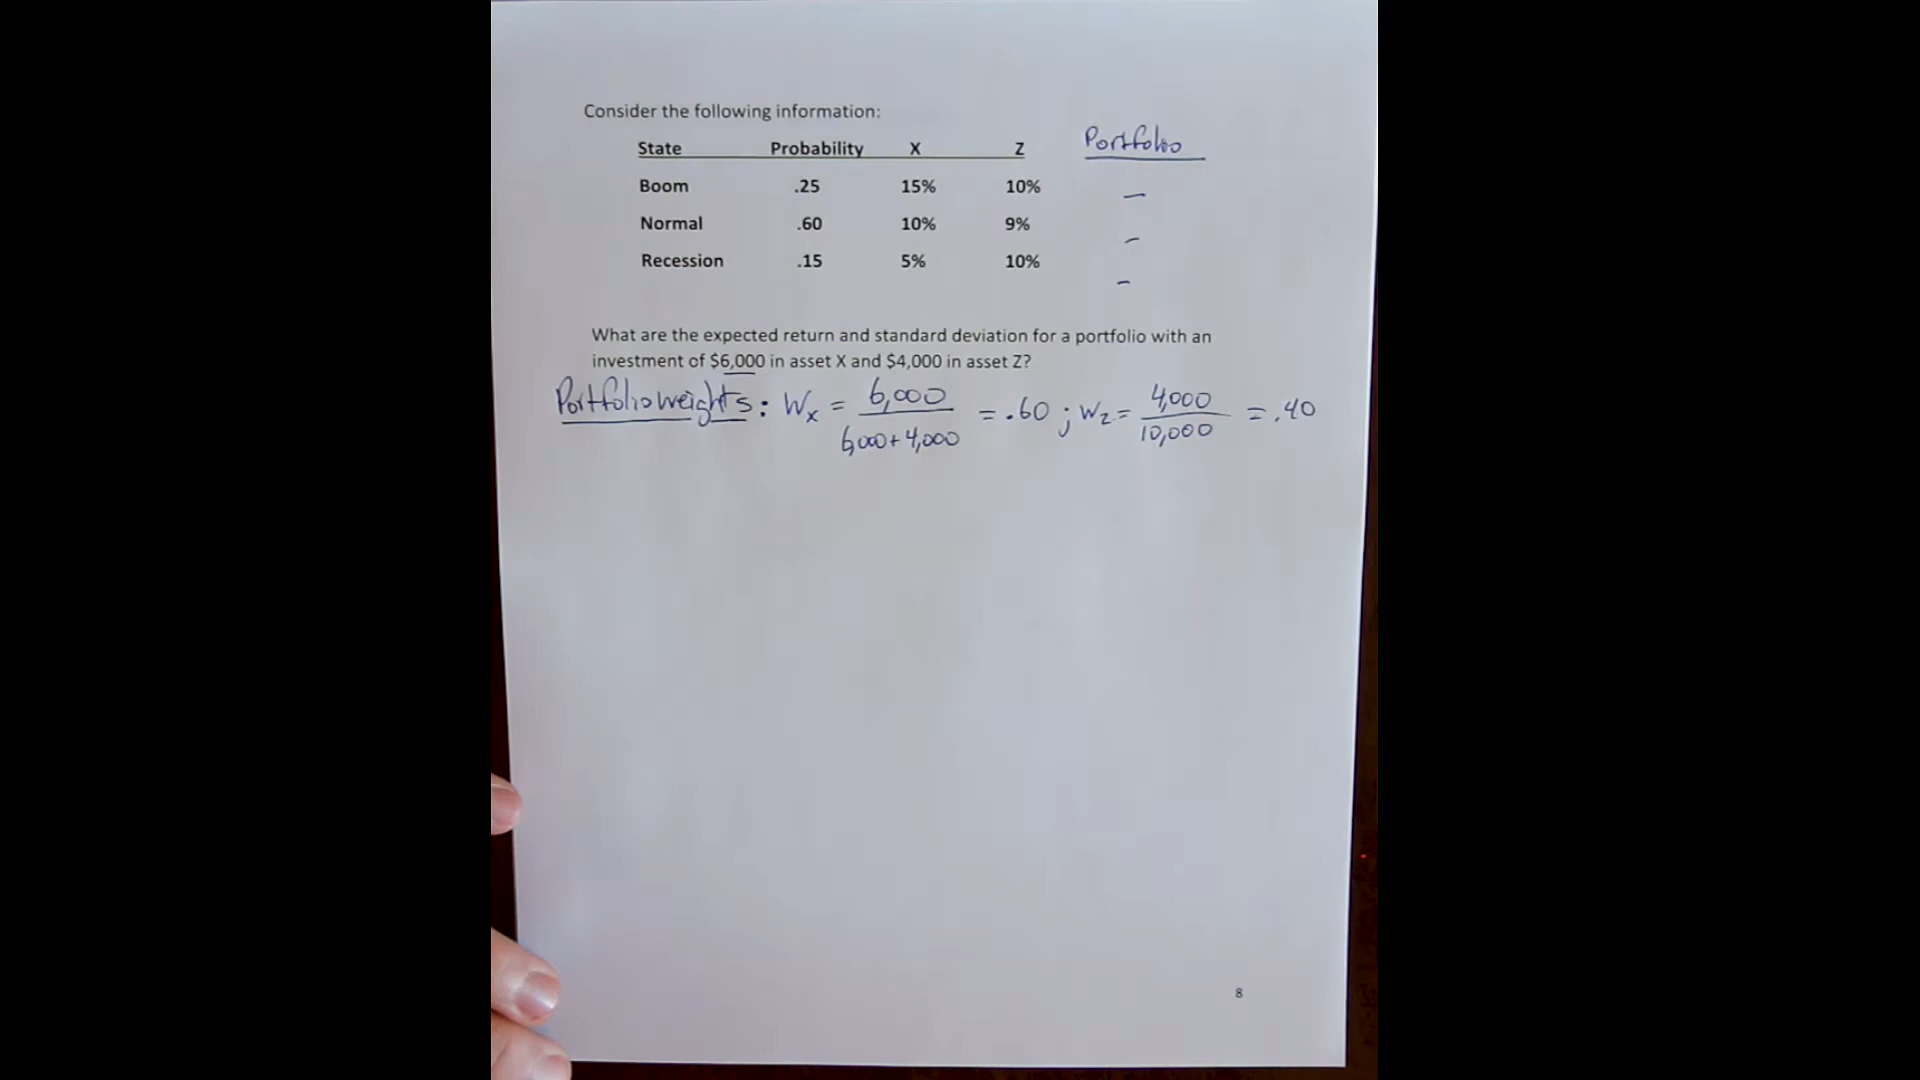 Consider the following information:
State Probability X Z Portfolio
Boom .25 15% 10% –
Normal .60 10% 9% –
Recession .15 5% 10% –
What are the expected return and standard deviation for a portfolio with an
investment of $6,000 in asset X and $4,000 in asset Z?
Portfolio weights: Wx = 6,000 / 6,000+4,000 = .60 ; Wz = 4,000 / 10,000 = .40
8